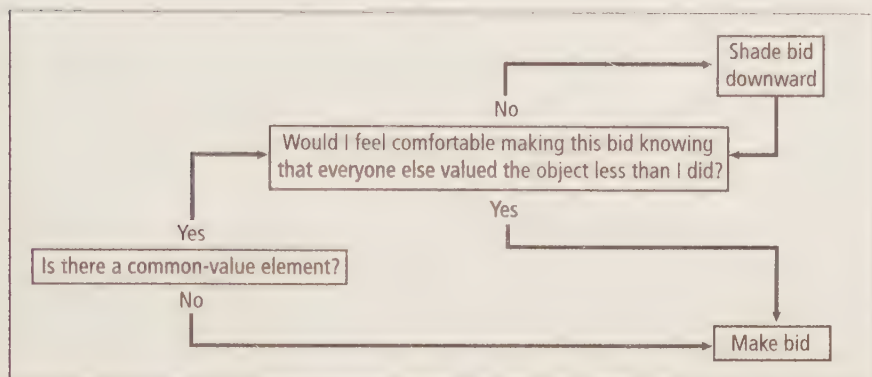 Shade bid
downward
No
Would I feel comfortable making this bid knowing
that everyone else valued the object less than I did?
Yes
Yes
Is there a common-value element?
No
Make bid